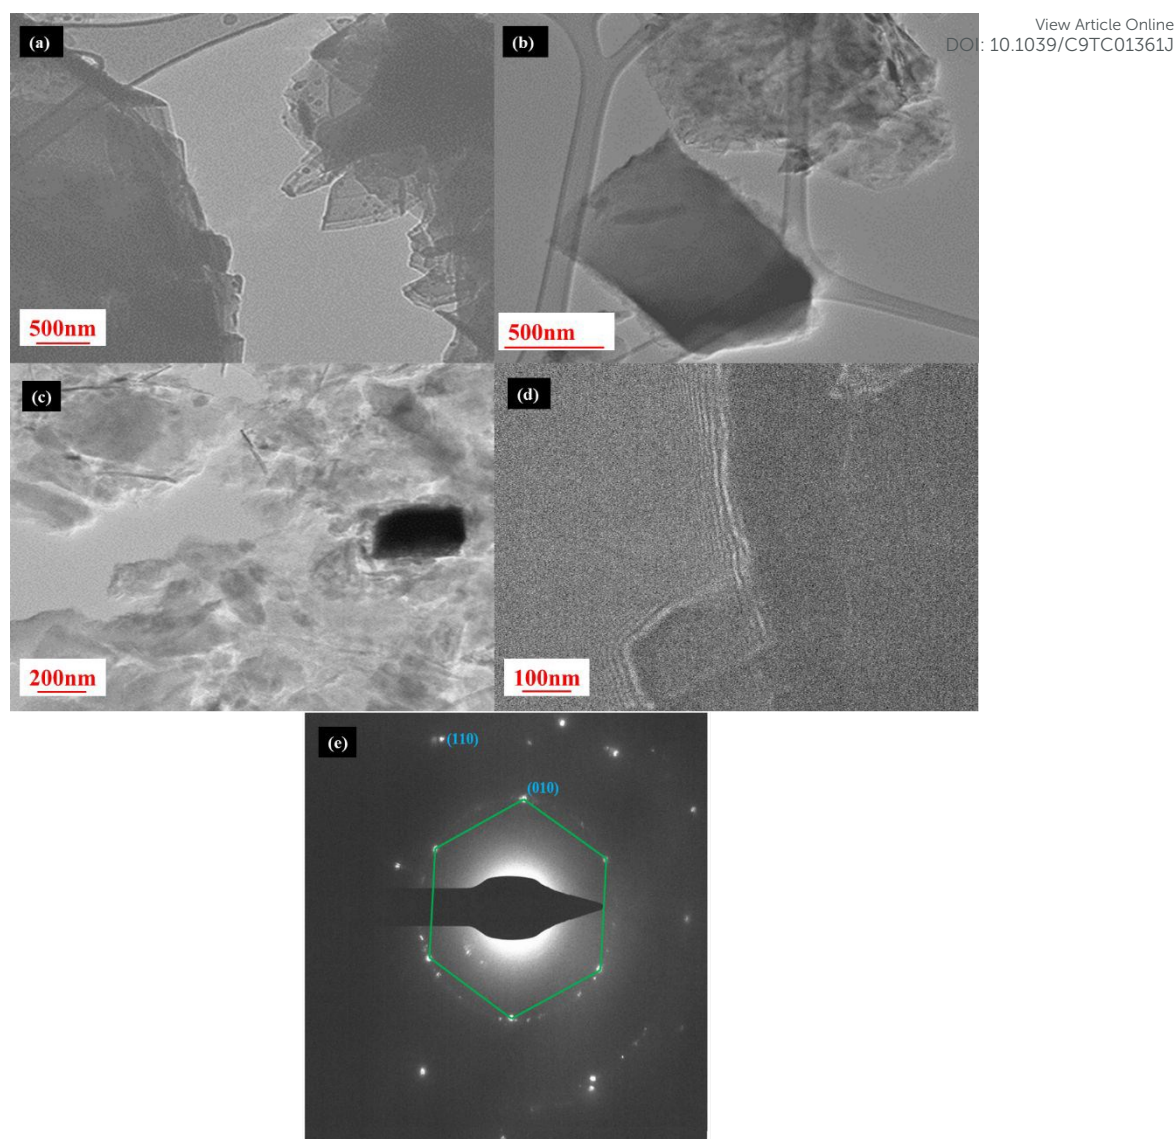 View Article Online
DOI: 10.1039/C9TC01361J
(a)
(b)
500nm
500nm
(c)
(d)
200nm
100nm
(e)
(110)
(010)